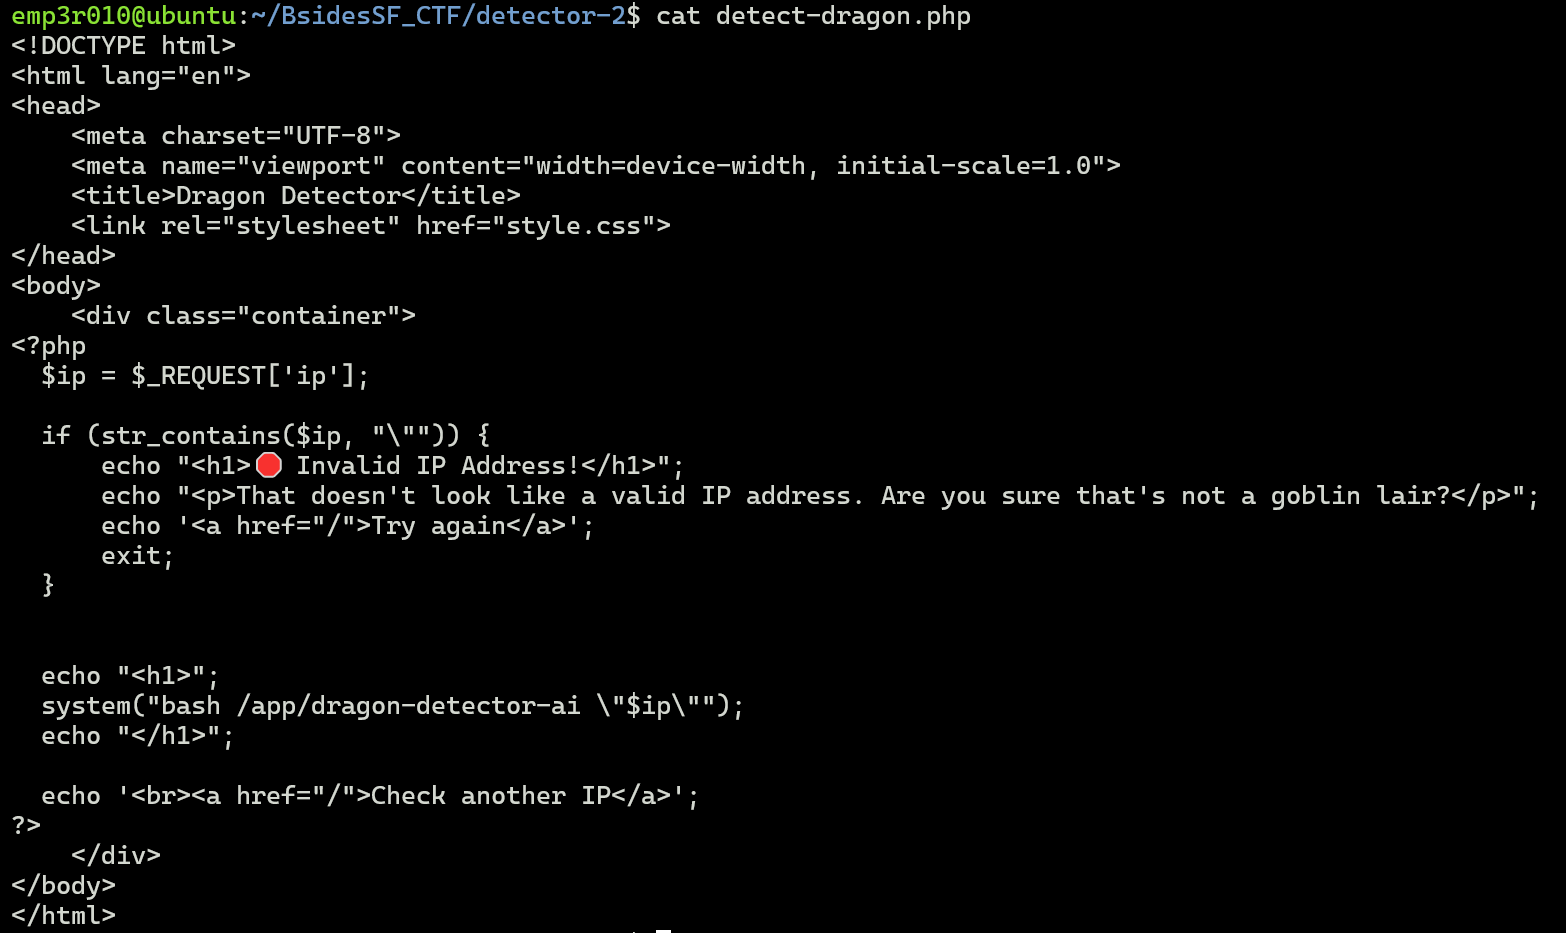 emp3r010@ubuntu:~/BsidesSF_CTF/detector-2$ cat detect-dragon.php
<!DOCTYPE html>
<html lang="en">
<head>
    <meta charset="UTF-8">
    <meta name="viewport" content="width=device-width, initial-scale=1.0">
    <title>Dragon Detector</title>
    <link rel="stylesheet" href="style.css">
</head>
<body>
    <div class="container">
<?php
  $ip = $_REQUEST['ip'];

  if (str_contains($ip, "\"")) {
      echo "<h1>🛑 Invalid IP Address!</h1>";
      echo "<p>That doesn't look like a valid IP address. Are you sure that's not a goblin lair?</p>";
      echo '<a href="/">Try again</a>';
      exit;
  }


  echo "<h1>";
  system("bash /app/dragon-detector-ai \"$ip\"");
  echo "</h1>";

  echo '<br><a href="/">Check another IP</a>';
?>
    </div>
</body>
</html>